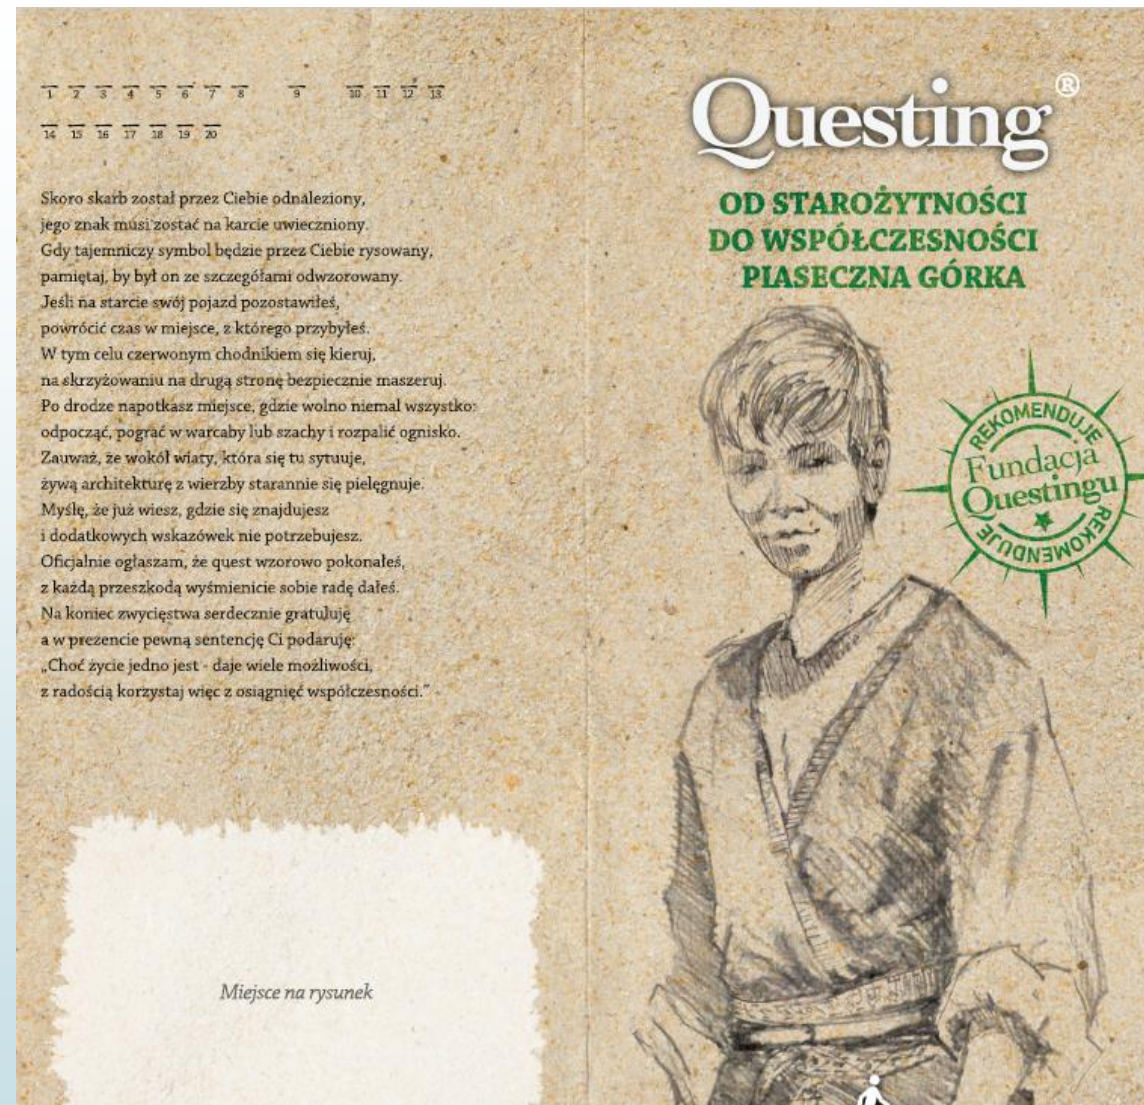 1 2 3 4 5 6 7 8 9 10 11 12 13
14 15 16 17 18 19 20
Skoro skarb został przez Ciebie odnaleziony,
jego znak musi zostać na karcie uwieczniony.
Gdy tajemniczy symbol będzie przez Ciebie rysowany,
pamiętaj, by był on ze szczegółami odwzorowany.
Jeśli na starcie swój pojazd pozostawiłeś,
powrócić czas w miejsce, z którego przybyłeś.
W tym celu czerwonym chodnikiem się kieruj,
na skrzyżowaniu na drugą stronę bezpiecznie maszeruj.
Po drodze napotkasz miejsce, gdzie wolno niemal wszystko:
odpocząć, pograć w warcaby lub szachy i rozpalić ognisko.
Zauważ, że wokół wiaty, która się tu sytuuje,
żywą architekturę z wierzby starannie się pielęgnuje.
Myślę, że już wiesz, gdzie się znajdujesz
i dodatkowych wskazówek nie potrzebujesz.
Oficjalnie ogłaszam, że quest wzorowo pokonałeś,
z każdą przeszkodą wyśmienicie sobie radę dałeś.
Na koniec zwycięstwa serdecznie gratuluję
a w prezencie pewną sentencję Ci podaruję:
„Choć życie jedno jest - daje wiele możliwości,
z radością korzystaj więc z osiągnięć współczesności.”
Miejsce na rysunek
Questing®
OD STAROŻYTNOŚCI
DO WSPÓŁCZESNOŚCI
PIASECZNA GÓRKA
REKOMENDUJE
Fundacja
Questingu
REKOMENDUJE